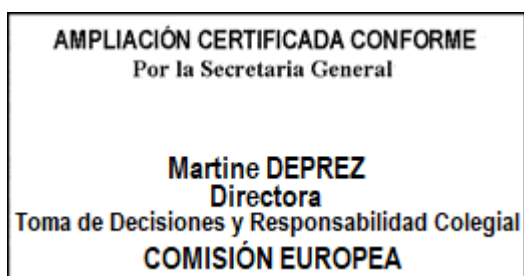 AMPLIACIÓN CERTIFICADA CONFORME
Por la Secretaria General
Martine DEPREZ
Directora
Toma de Decisiones y Responsabilidad Colegial
COMISIÓN EUROPEA